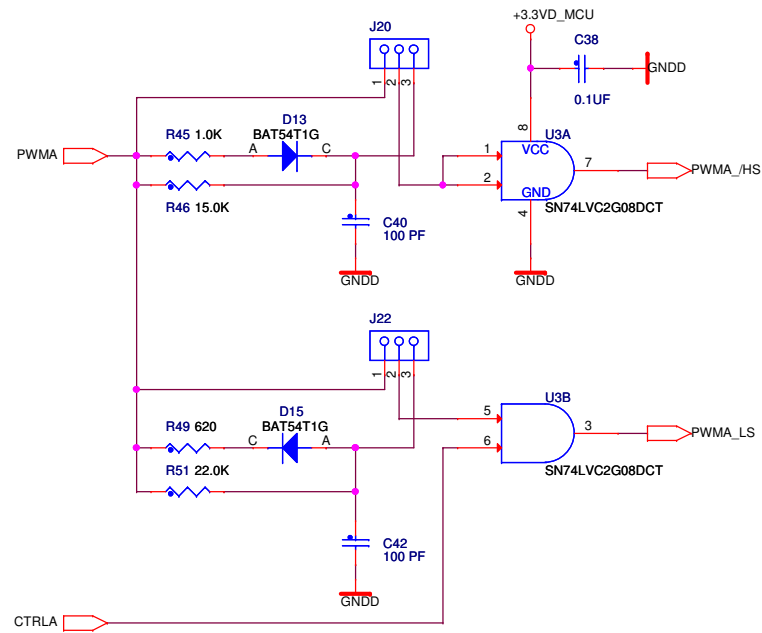 +3.3VD_MCU
J20
C38
GNDD
0.1UF
1
2
3
8
D13
BAT54T1G
U3A
R45 1.0K
A
C
1
VCC
7
PWMA
PWMA_/HS
2
GND
R46 15.0K
SN74LVC2G08DCT
4
C40
100 PF
GNDD
GNDD
J22
1
2
3
U3B
D15
BAT54T1G
5
3
R49 620
C
A
6
PWMA_LS
R51 22.0K
SN74LVC2G08DCT
C42
100 PF
GNDD
CTRLA